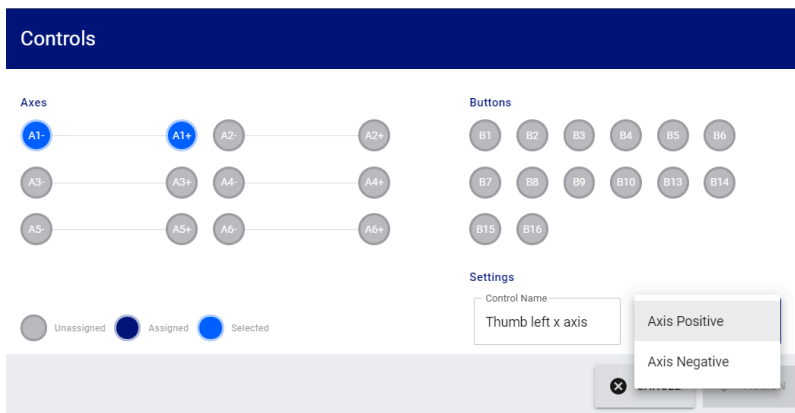 Controls
Axes
A1- A1+ A2- A2+
A3- A3+ A4- A4+
A5- A5+ A6- A6+
Unassigned Assigned Selected
Buttons
B1 B2 B3 B4 B5 B6
B7 B8 B9 B10 B13 B14
B15 B16
Settings
Control Name
Thumb left x axis
Axis Positive
Axis Negative